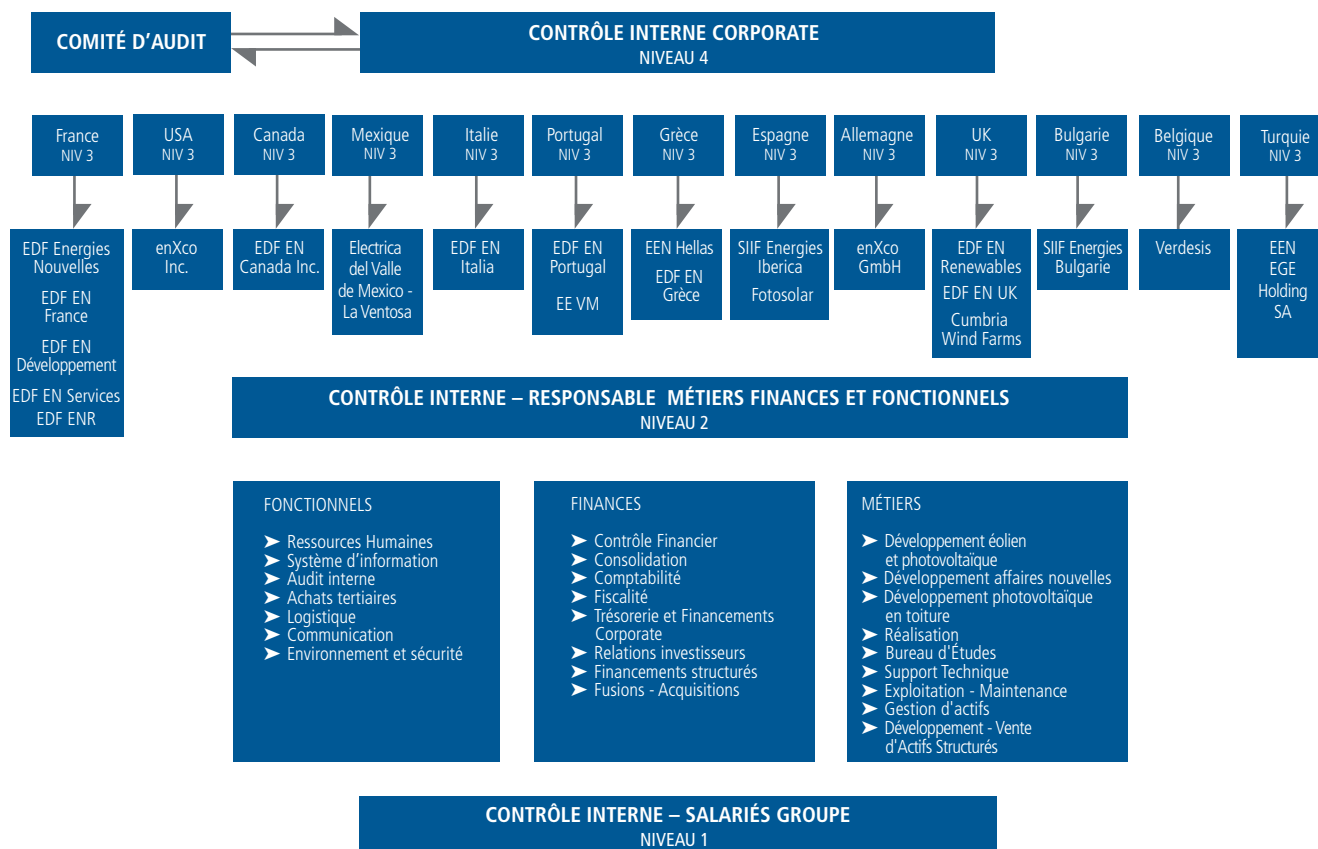 COMITÉ D’AUDIT
CONTRÔLE INTERNE CORPORATE
NIVEAU 4
France
NIV 3
USA
NIV 3
Canada
NIV 3
Mexique
NIV 3
Italie
NIV 3
Portugal
NIV 3
Grèce
NIV 3
Espagne
NIV 3
Allemagne
NIV 3
UK
NIV 3
Bulgarie
NIV 3
Belgique
NIV 3
Turquie
NIV 3
EDF Energies
Nouvelles
EDF EN
France
EDF EN
Développement
EDF EN Services
EDF ENR
enXco
Inc.
EDF EN
Canada Inc.
Electrica
del Valle
de Mexico -
La Ventosa
EDF EN
Italia
EDF EN
Portugal
EE VM
EEN Hellas
EDF EN
Grèce
SIIF Energies
Iberica
Fotosolar
enXco
GmbH
EDF EN
Renewables
EDF EN UK
Cumbria
Wind Farms
SIIF Energies
Bulgarie
Verdesis
EEN
EGE
Holding
SA
CONTRÔLE INTERNE – RESPONSABLE MÉTIERS FINANCES ET FONCTIONNELS
NIVEAU 2
FONCTIONNELS
➤ Ressources Humaines
➤ Système d’information
➤ Audit interne
➤ Achats tertiaires
➤ Logistique
➤ Communication
➤ Environnement et sécurité
FINANCES
➤ Contrôle Financier
➤ Consolidation
➤ Comptabilité
➤ Fiscalité
➤ Trésorerie et Financements
Corporate
➤ Relations investisseurs
➤ Financements structurés
➤ Fusions - Acquisitions
MÉTIERS
➤ Développement éolien
et photovoltaïque
➤ Développement affaires nouvelles
➤ Développement photovoltaïque
en toiture
➤ Réalisation
➤ Bureau d'Études
➤ Support Technique
➤ Exploitation - Maintenance
➤ Gestion d'actifs
➤ Développement - Vente
d'Actifs Structurés
CONTRÔLE INTERNE – SALARIÉS GROUPE
NIVEAU 1